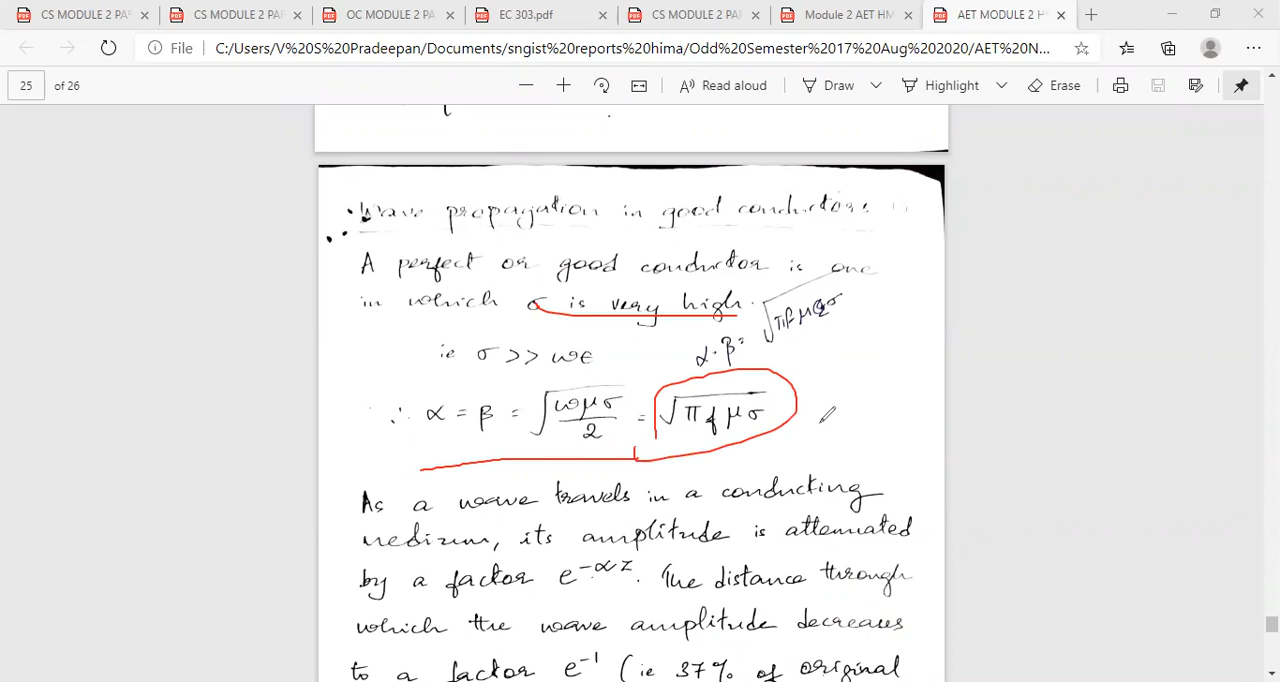 CS MODULE 2 PA
CS MODULE 2 PAR
OC MODULE 2 PA
EC 303.pdf
CS MODULE 2 PA
Module 2 AET HM
AET MODULE 2 H
File
C:/Users/V%20S%20Pradeepan/Documents/sngist%20reports%20hima/Odd%20Semester%2017%20Aug%202020/AET%20N...
25 of 26
Read aloud
Draw
Highlight
Erase
Wave propagation in good conductors
A perfect or good conductor is one
in which σ is very high.
ie σ >> ωϵ
α = β =
√πfμσ
∴ α = β = √ωμσ/2 = √πfμσ
As a wave travels in a conducting
medium, its amplitude is attenuated
by a factor e^-αz. The distance through
which the wave amplitude decreases
to a factor e^-1 (ie 37% of original